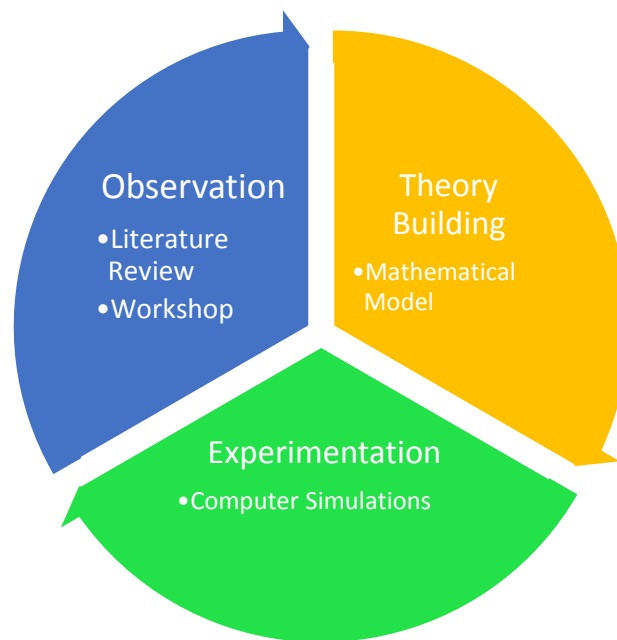 Observation
•Literature
Review
•Workshop
Theory
Building
•Mathematical
Model
Experimentation
•Computer Simulations